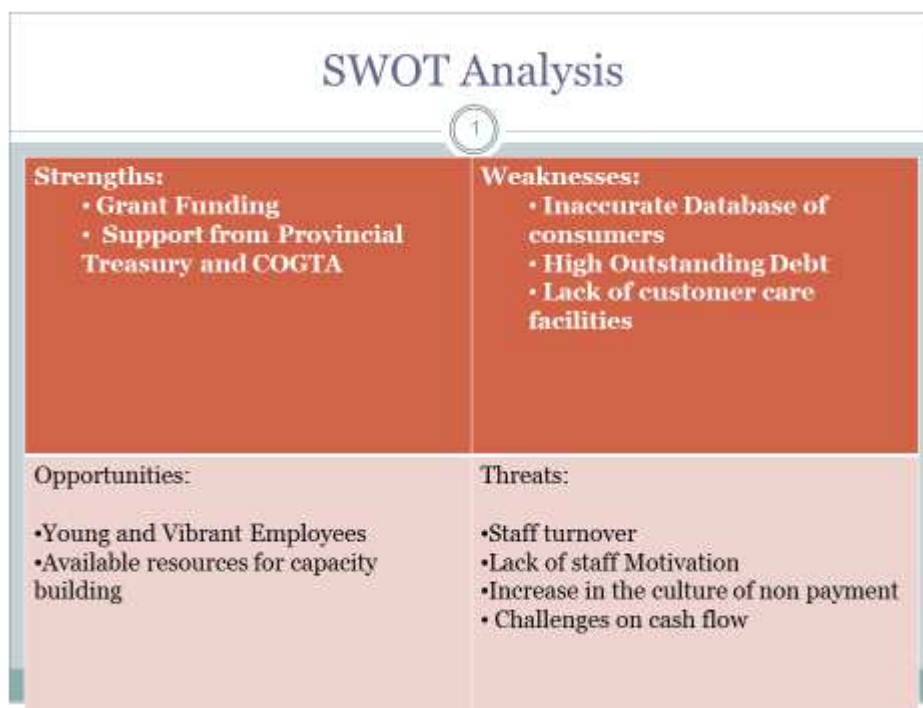 SWOT Analysis
1
Strengths:
• Grant Funding
• Support from Provincial
Treasury and COGTA
Weaknesses:
• Inaccurate Database of
consumers
• High Outstanding Debt
• Lack of customer care
facilities
Opportunities:
•Young and Vibrant Employees
•Available resources for capacity
building
Threats:
•Staff turnover
•Lack of staff Motivation
•Increase in the culture of non payment
• Challenges on cash flow